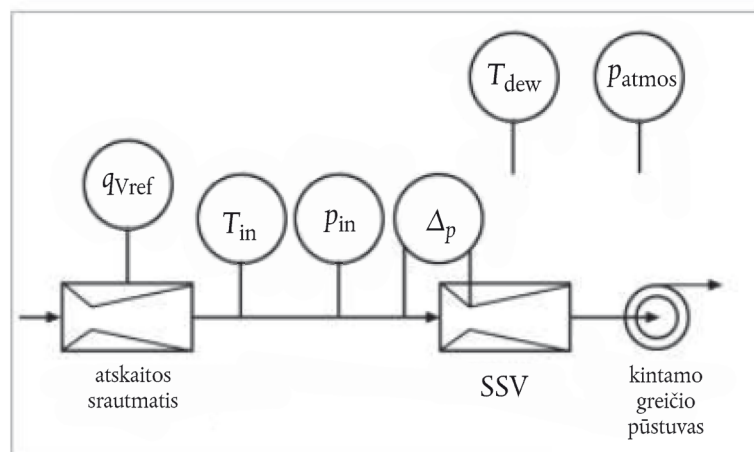 T_dew
p_atmos
q_Vref
T_in
p_in
Δ_p
atskaitos
srautmatis
SSV
kintamo
greičio
pūstuvas